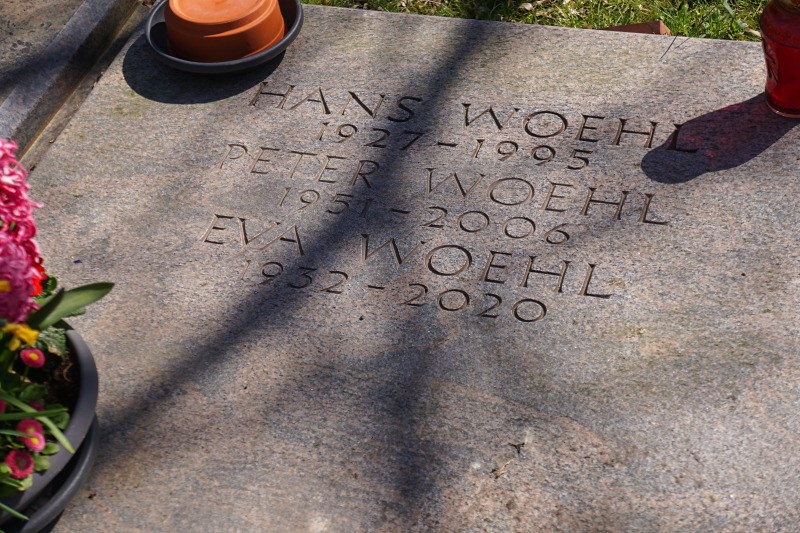 HANS WOEHL
1927-1995
PETER WOEHL
1951-2006
EVA WOEHL
1932-2020